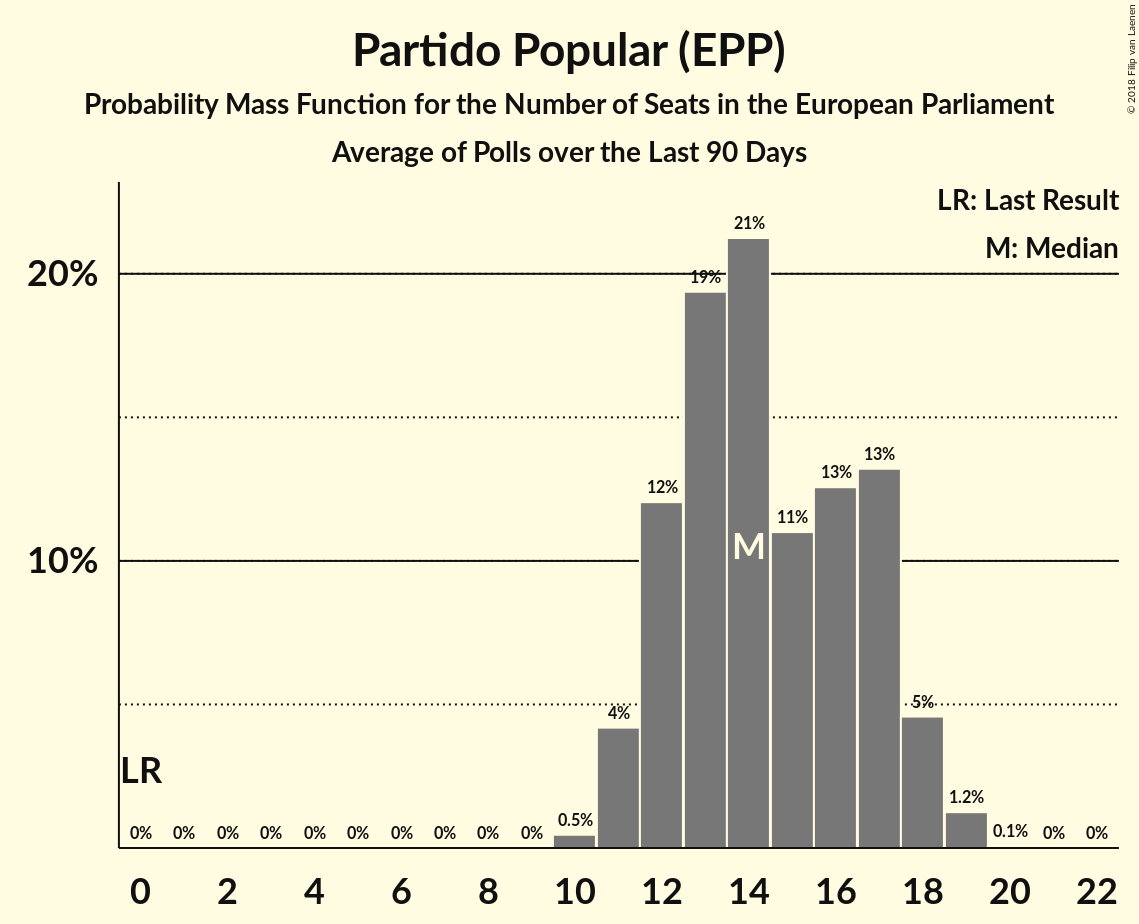 © 2018 Filip van Laenen
Partido Popular (EPP)
Probability Mass Function for the Number of Seats in the European Parliament
Average of Polls over the Last 90 Days
LR: Last Result
M: Median
20%
10%
21%
19%
13%
13%
12%
11%
M
5%
4%
LR
1.2%
0% 0% 0% 0% 0% 0% 0% 0% 0% 0% 0.5% 0.1% 0% 0%
0 2 4 6 8 10 12 14 16 18 20 22